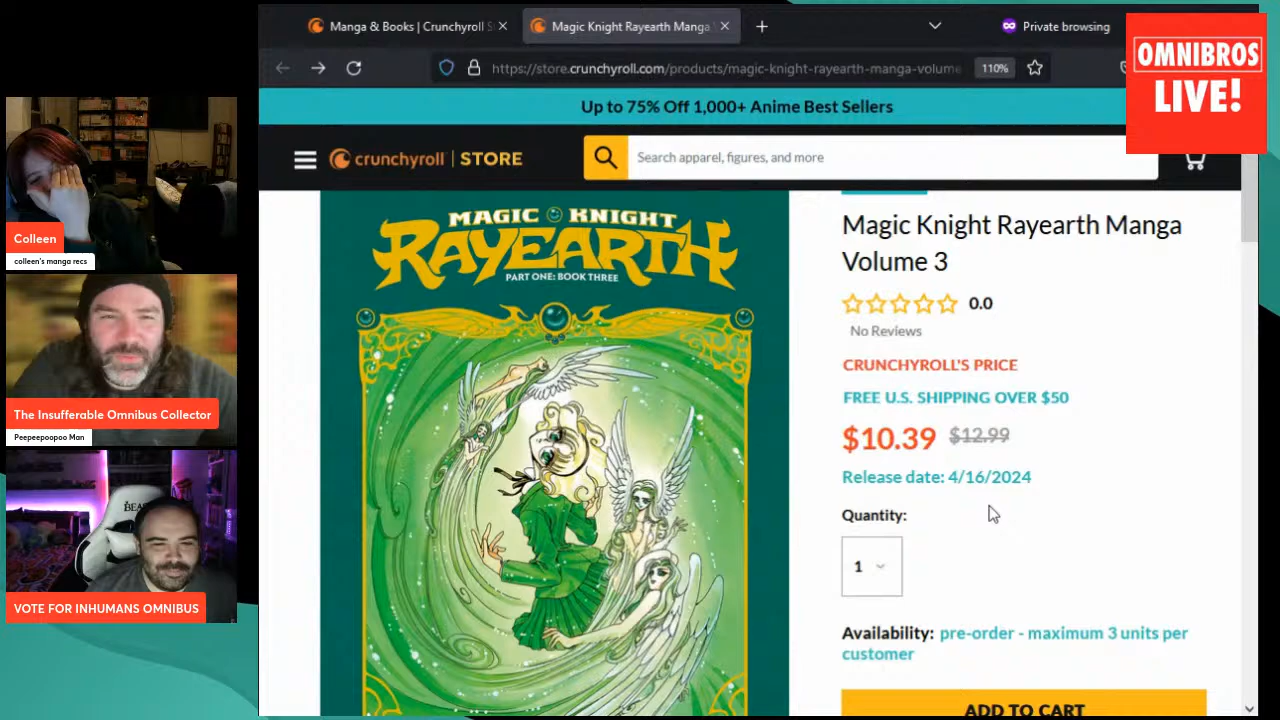 Manga & Books | Crunchyroll S
Magic Knight Rayearth Manga
Private browsing
https://store.crunchyroll.com/products/magic-knight-rayearth-manga-volume
110%
OMNIBROS
LIVE!
Up to 75% Off 1,000+ Anime Best Sellers
crunchyroll | STORE
Search apparel, figures, and more
Colleen
colleen's manga recs
The Insufferable Omnibus Collector
Peepeepoopoo Man
VOTE FOR INHUMANS OMNIBUS
MAGIC KNIGHT
RAYEARTH
PART ONE: BOOK THREE
Magic Knight Rayearth Manga
Volume 3
0.0
No Reviews
CRUNCHYROLL'S PRICE
FREE U.S. SHIPPING OVER $50
$10.39 $12.99
Release date: 4/16/2024
Quantity:
1
Availability: pre-order - maximum 3 units per
customer
ADD TO CART